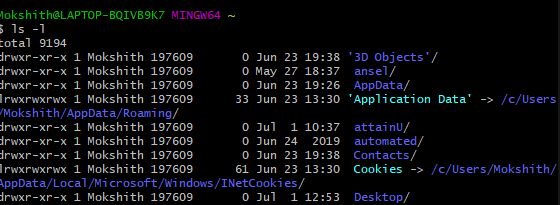 Mokshith@LAPTOP-BQIVB9K7 MINGW64 ~
$ ls -l
total 9194
drwxr-xr-x 1 Mokshith 197609 0 Jun 23 19:38 '3D Objects'/
drwxr-xr-x 1 Mokshith 197609 0 May 27 18:37 ansel/
drwxr-xr-x 1 Mokshith 197609 0 Jun 23 19:26 AppData/
lrwxrwxrwx 1 Mokshith 197609 33 Jun 23 13:30 'Application Data' -> /c/Users
/Mokshith/AppData/Roaming/
drwxr-xr-x 1 Mokshith 197609 0 Jul 1 10:37 attainU/
drwxr-xr-x 1 Mokshith 197609 0 Jun 24 2019 automated/
drwxr-xr-x 1 Mokshith 197609 0 Jun 23 19:38 Contacts/
lrwxrwxrwx 1 Mokshith 197609 61 Jun 23 13:30 Cookies -> /c/Users/Mokshith/
AppData/Local/Microsoft/Windows/INetCookies/
drwxr-xr-x 1 Mokshith 197609 0 Jul 1 12:53 Desktop/